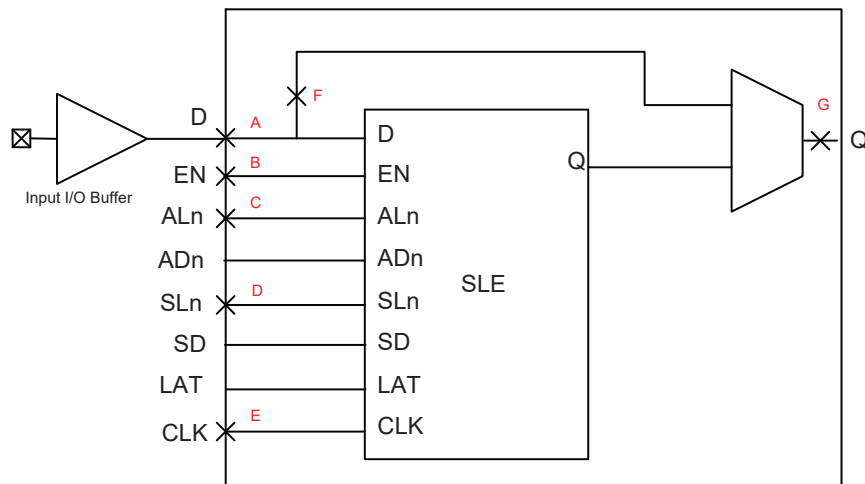 F
G
D
A
D
Q
Q
EN
B
EN
Input I/O Buffer
ALn
C
ALn
ADn
ADn
SLE
SLn
D
SLn
SD
SD
LAT
LAT
CLK
E
CLK